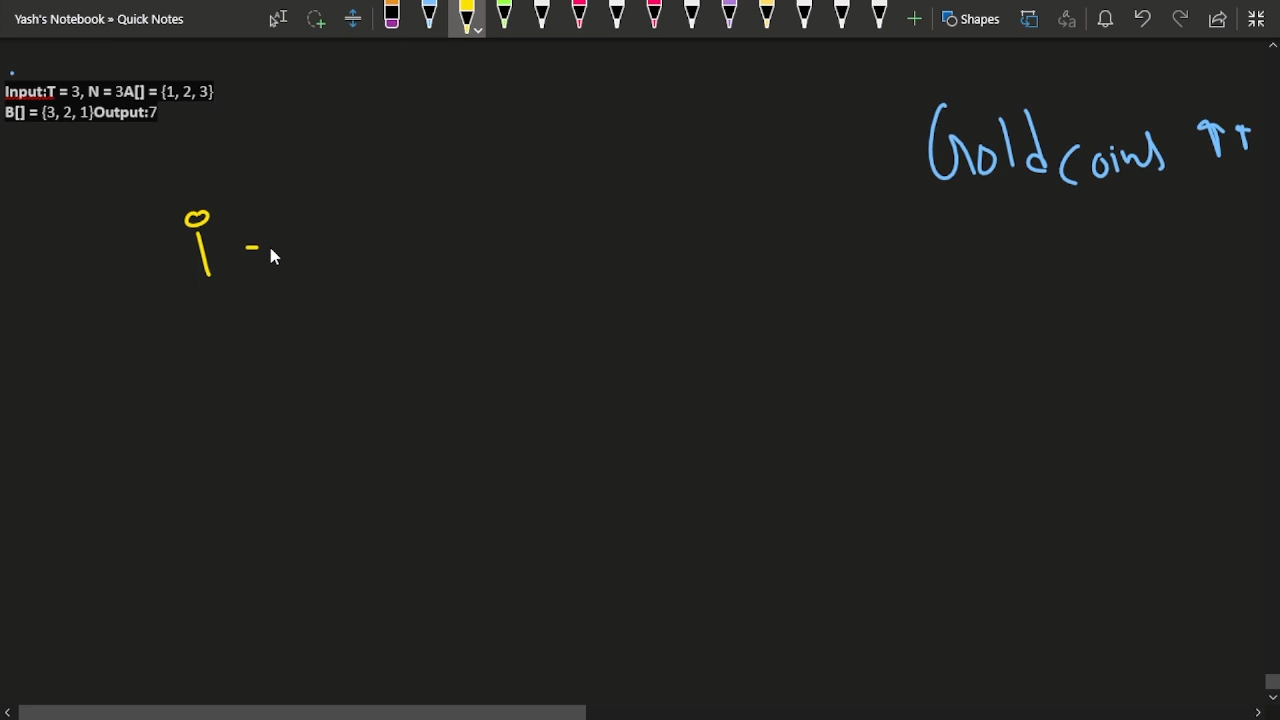 Yash's Notebook » Quick Notes
Shapes
Input:T = 3, N = 3A[] = {1, 2, 3}
B[] = {3, 2, 1}Output:7
Gold coins ↑↑
i -